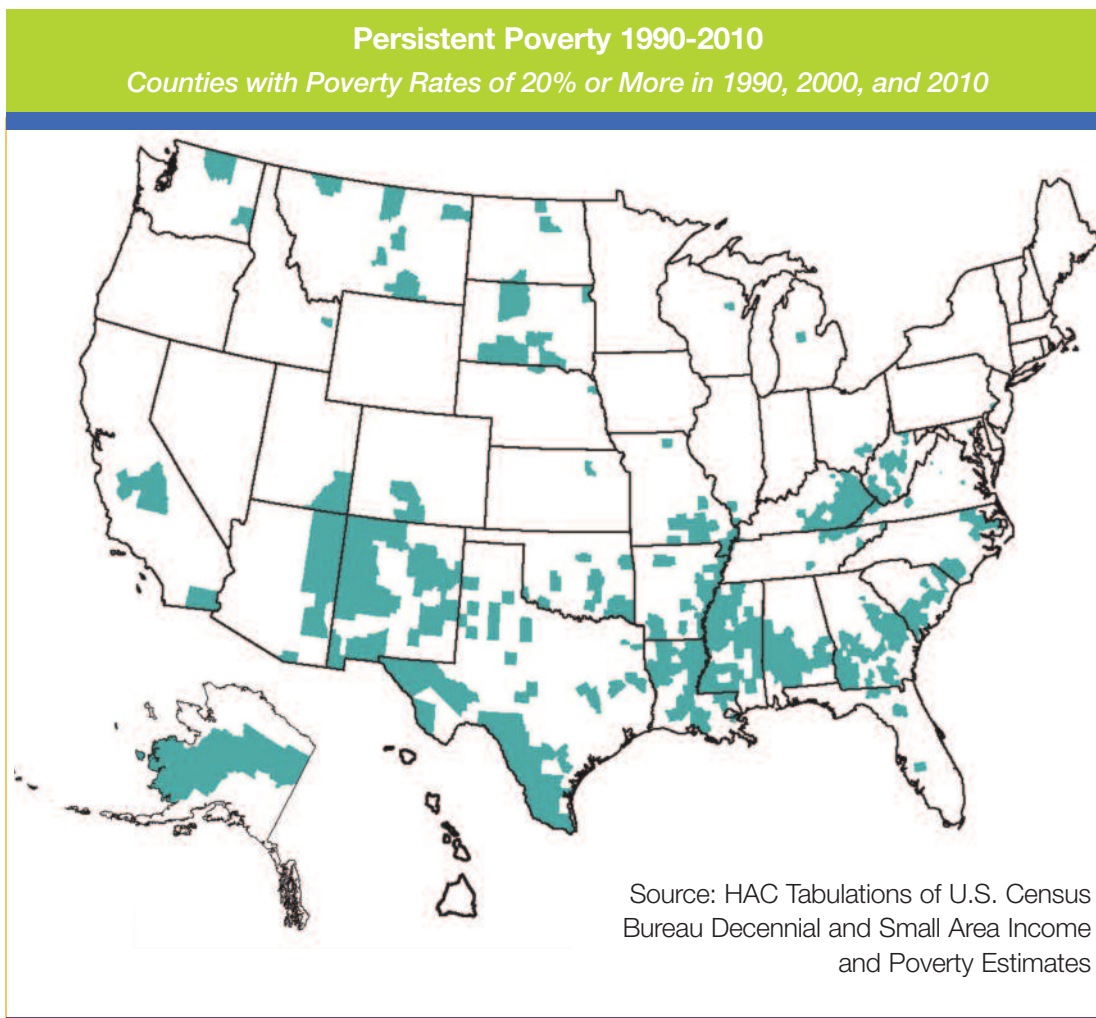 Persistent Poverty 1990-2010
Counties with Poverty Rates of 20% or More in 1990, 2000, and 2010
Source: HAC Tabulations of U.S. Census
Bureau Decennial and Small Area Income
and Poverty Estimates